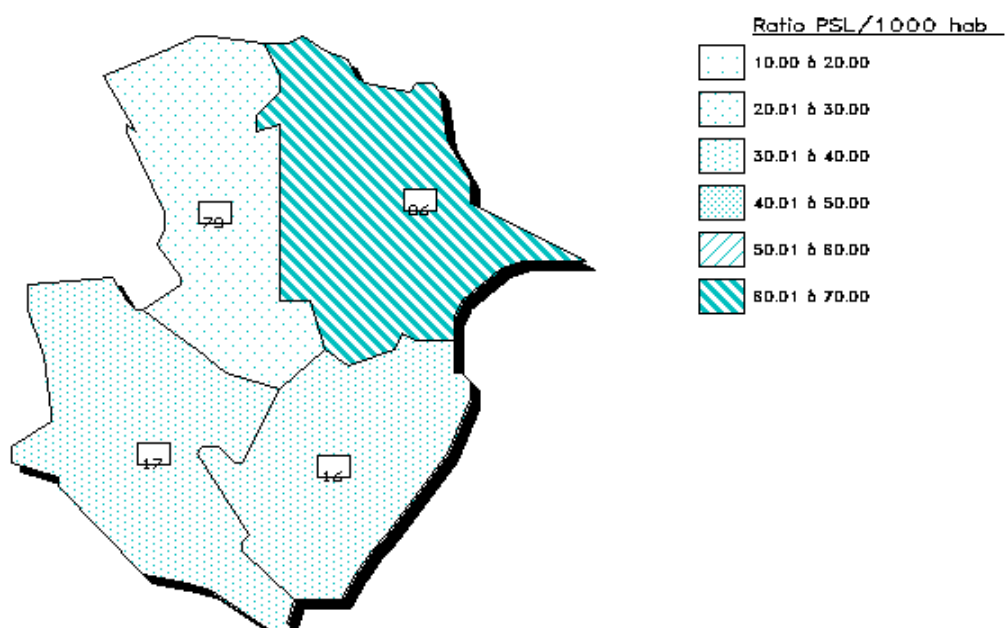 Ratio PSL/1000 hab
10.00 à 20.00
20.01 à 30.00
30.01 à 40.00
40.01 à 50.00
50.01 à 60.00
60.01 à 70.00
86
79
17
16